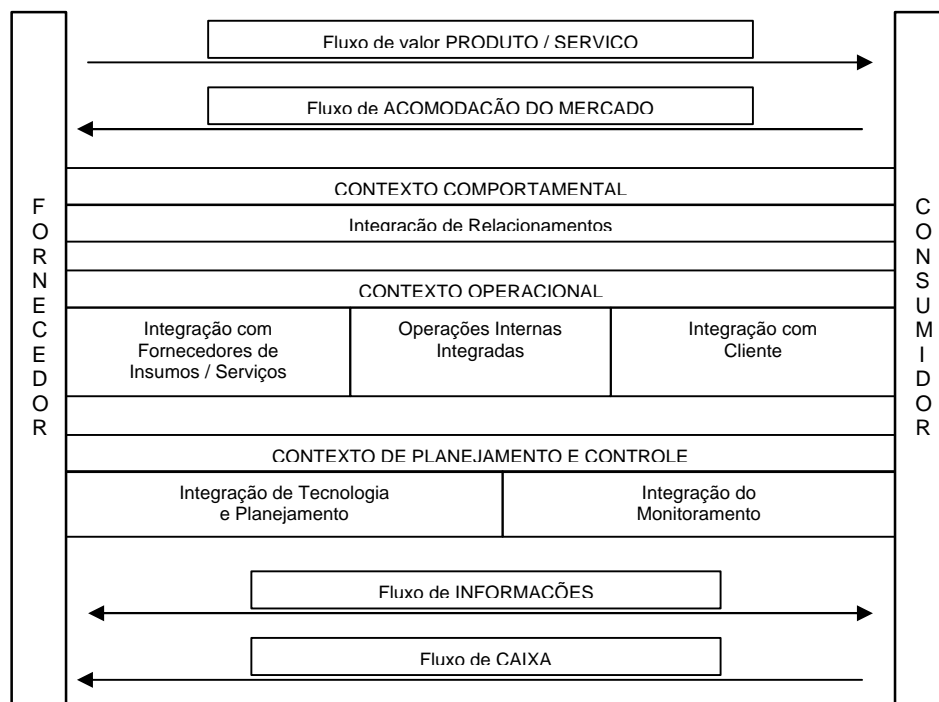 Fluxo de valor PRODUTO / SERVIÇO
Fluxo de ACOMODAÇÃO DO MERCADO
FORNECEDOR
CONTEXTO COMPORTAMENTAL
Integração de Relacionamentos
CONTEXTO OPERACIONAL
Integração com
Fornecedores de
Insumos / Serviços
Operações Internas
Integradas
Integração com
Cliente
CONTEXTO DE PLANEJAMENTO E CONTROLE
Integração de Tecnologia
e Planejamento
Integração do
Monitoramento
CONSUMIDOR
Fluxo de INFORMAÇÕES
Fluxo de CAIXA